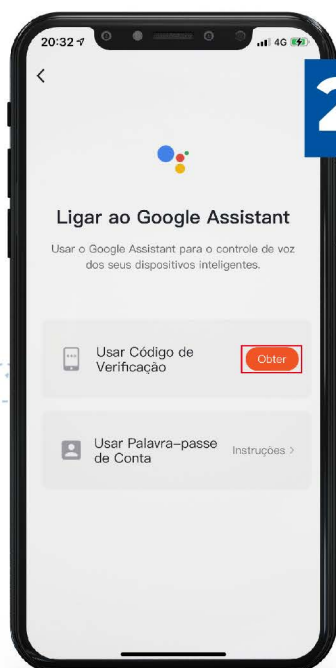 20:32
4G
2
Ligar ao Google Assistant
Usar o Google Assistant para o controle de voz
dos seus dispositivos inteligentes.
Usar Código de
Verificação
Obter
Usar Palavra-passe
de Conta
Instruções >